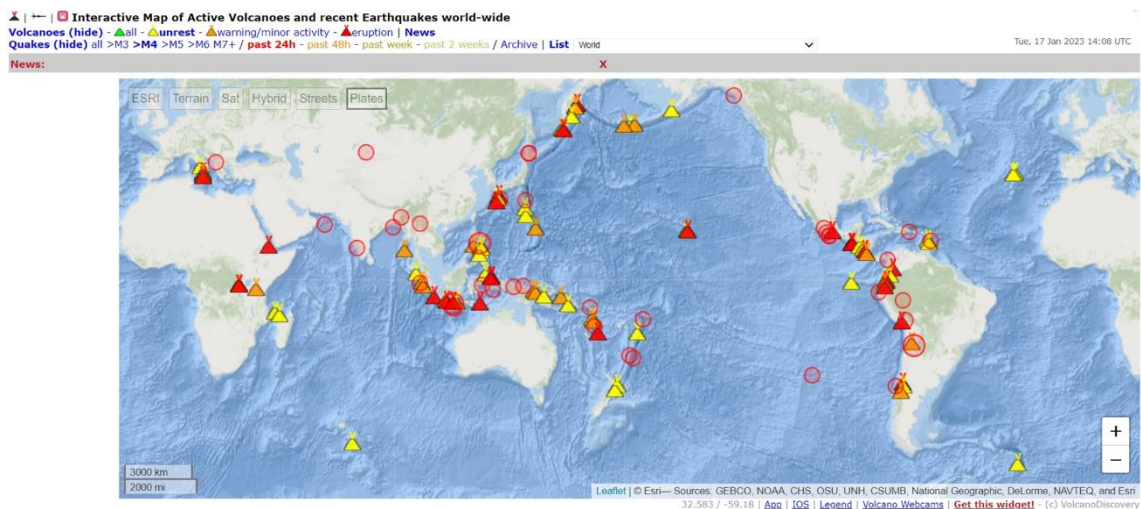 Interactive Map of Active Volcanoes and recent Earthquakes world-wide
Volcanoes (hide) - all - unrest - warning/minor activity - eruption | News
Quakes (hide) all >M3 >M4 >M5 >M6 M7+ / past 24h - past 48h - past week - past 2 weeks / Archive | List World
Tue, 17 Jan 2023 14:08 UTC
News: X
ESRI Terrain Sat Hybrid Streets Plates
+
−
3000 km
2000 mi
Leaflet | © Esri— Sources: GEBCO, NOAA, CHS, OSU, UNH, CSUMB, National Geographic, DeLorme, NAVTEQ, and Esri
32.583 / -59.18 | App | IOS | Legend | Volcano Webcams | Get this widget! - (c) VolcanoDiscovery